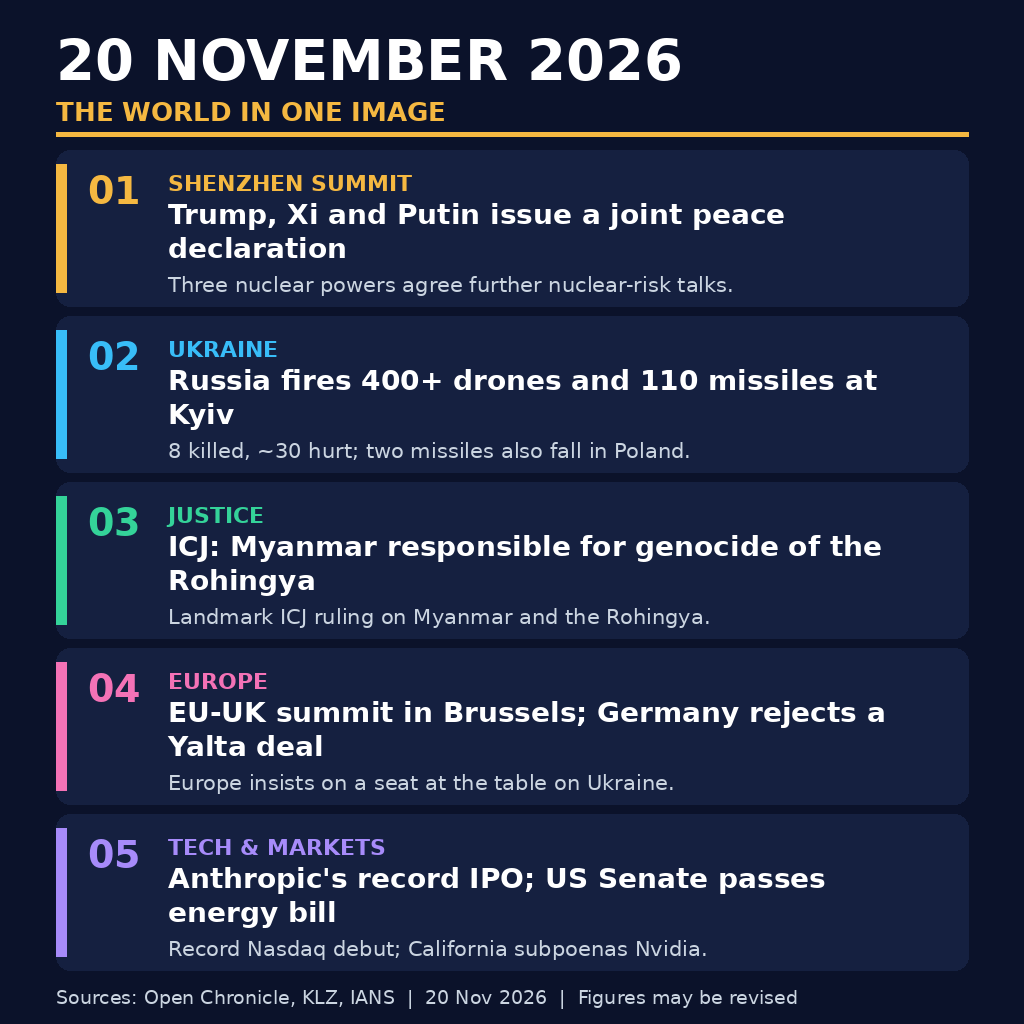 20 NOVEMBER 2026
THE WORLD IN ONE IMAGE
01
SHENZHEN SUMMIT
Trump, Xi and Putin issue a joint peace
declaration
Three nuclear powers agree further nuclear-risk talks.
02
UKRAINE
Russia fires 400+ drones and 110 missiles at
Kyiv
8 killed, ~30 hurt; two missiles also fall in Poland.
03
JUSTICE
ICJ: Myanmar responsible for genocide of the
Rohingya
Landmark ICJ ruling on Myanmar and the Rohingya.
04
EUROPE
EU-UK summit in Brussels; Germany rejects a
Yalta deal
Europe insists on a seat at the table on Ukraine.
05
TECH & MARKETS
Anthropic's record IPO; US Senate passes
energy bill
Record Nasdaq debut; California subpoenas Nvidia.
Sources: Open Chronicle, KLZ, IANS | 20 Nov 2026 | Figures may be revised